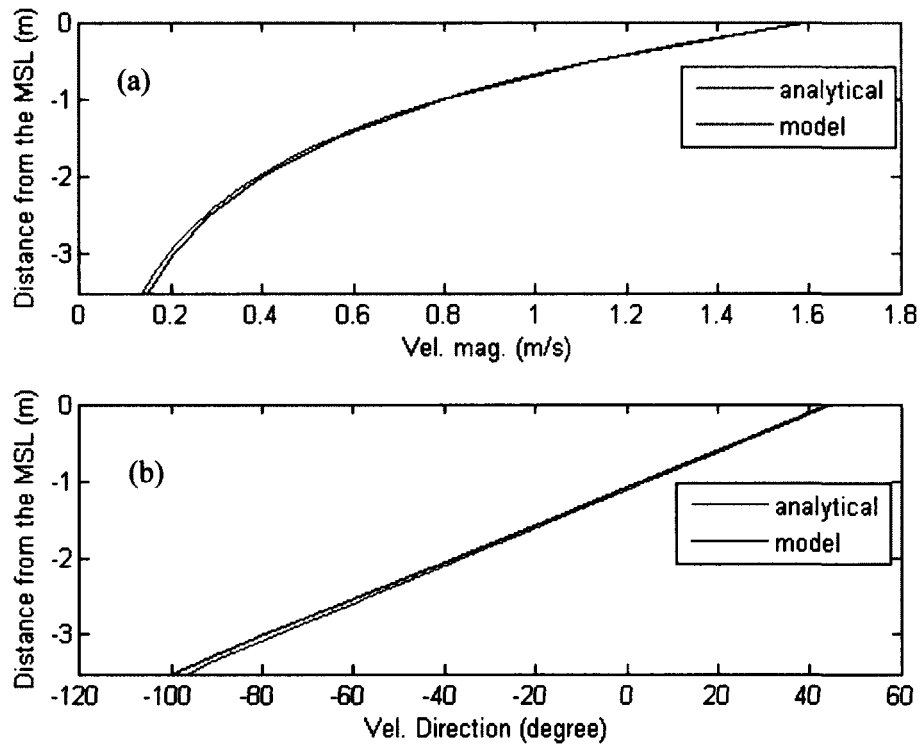 0
-1
-2
-3
Distance from the MSL (m)
(a)
analytical
model
0 0.2 0.4 0.6 0.8 1 1.2 1.4 1.6 1.8
Vel. mag. (m/s)
0
-1
-2
-3
Distance from the MSL (m)
(b)
analytical
model
-120 -100 -80 -60 -40 -20 0 20 40 60
Vel. Direction (degree)